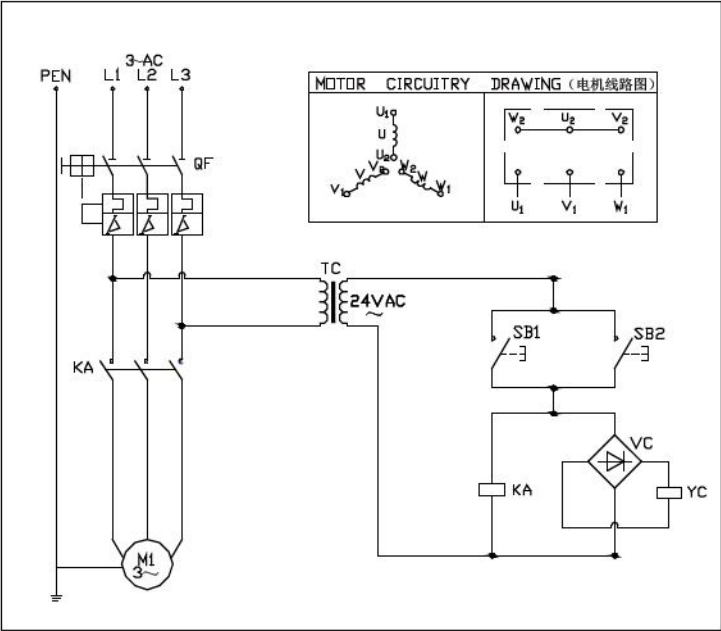 3~AC
PEN L1 L2 L3
MOTOR CIRCUITRY DRAWING (电机线路图)
U1
U
U2
V2 W2
V W
V1 W1
W2 U2 V2
U1 V1 W1
QF
TC
24VAC
~
SB1 SB2
KA
VC
KA YC
M1
3~